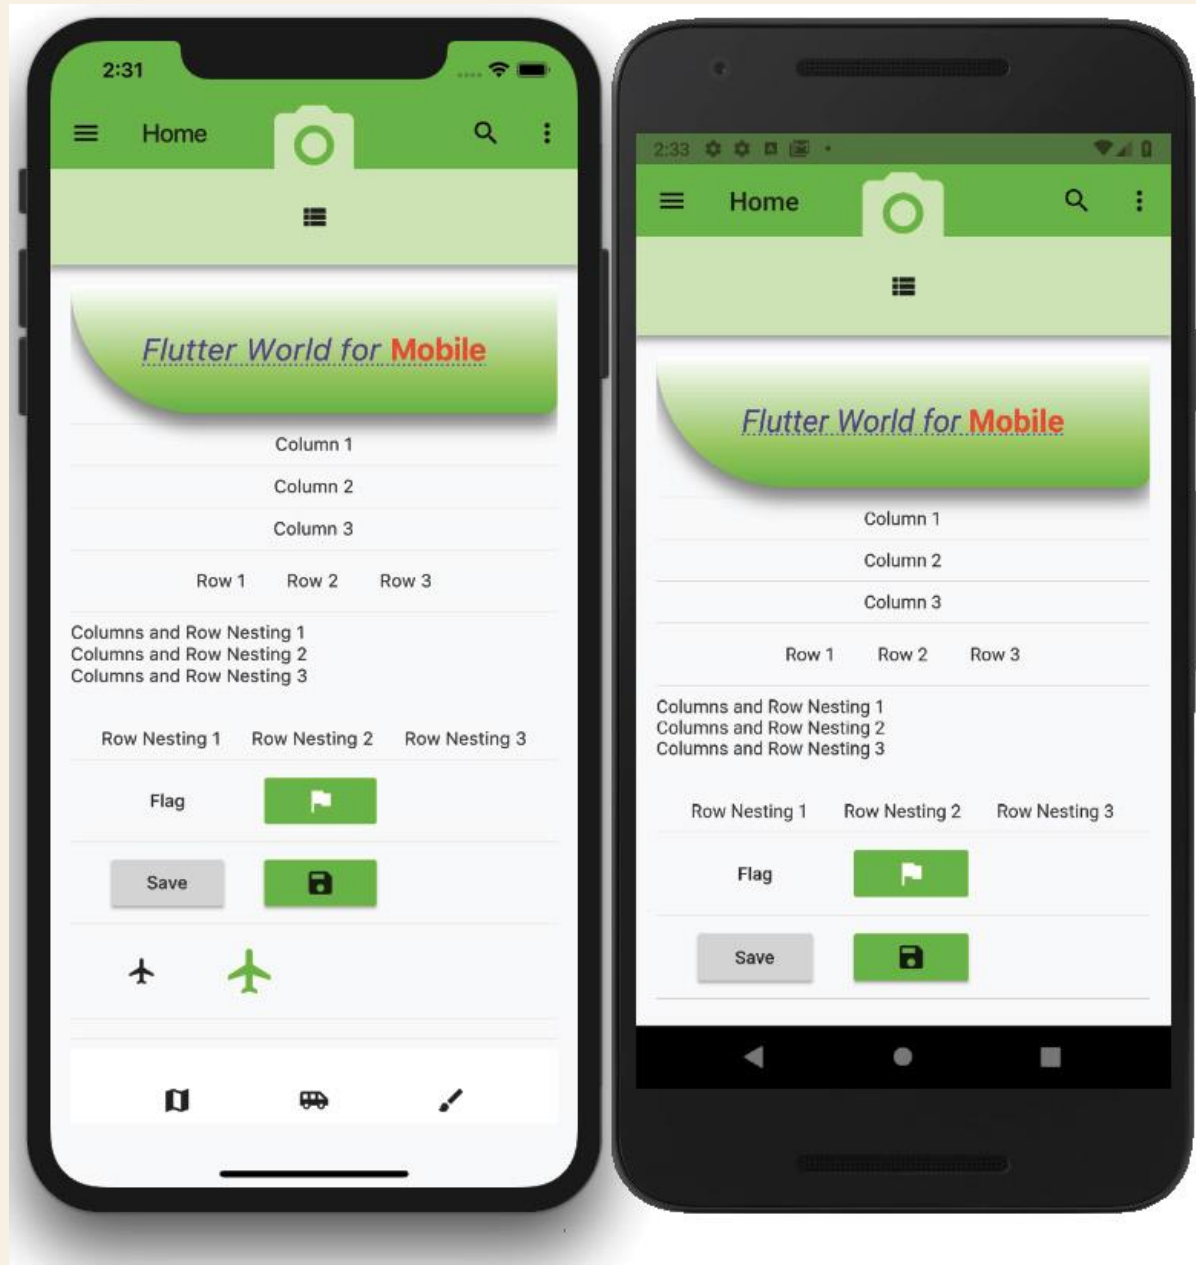 2:31
Home
Flutter World for Mobile
Column 1
Column 2
Column 3
Row 1 Row 2 Row 3
Columns and Row Nesting 1
Columns and Row Nesting 2
Columns and Row Nesting 3
Row Nesting 1 Row Nesting 2 Row Nesting 3
Flag
Save
2:33
Home
Flutter World for Mobile
Column 1
Column 2
Column 3
Row 1 Row 2 Row 3
Columns and Row Nesting 1
Columns and Row Nesting 2
Columns and Row Nesting 3
Row Nesting 1 Row Nesting 2 Row Nesting 3
Flag
Save